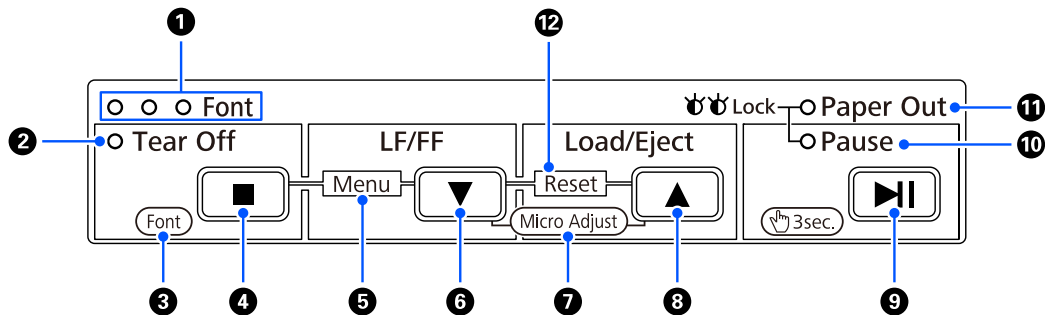 1 12
Font Lock Paper Out 11
2 Tear Off LF/FF Load/Eject Pause 10
Menu Reset
Font Micro Adjust 3sec.
3 4 5 6 7 8 9